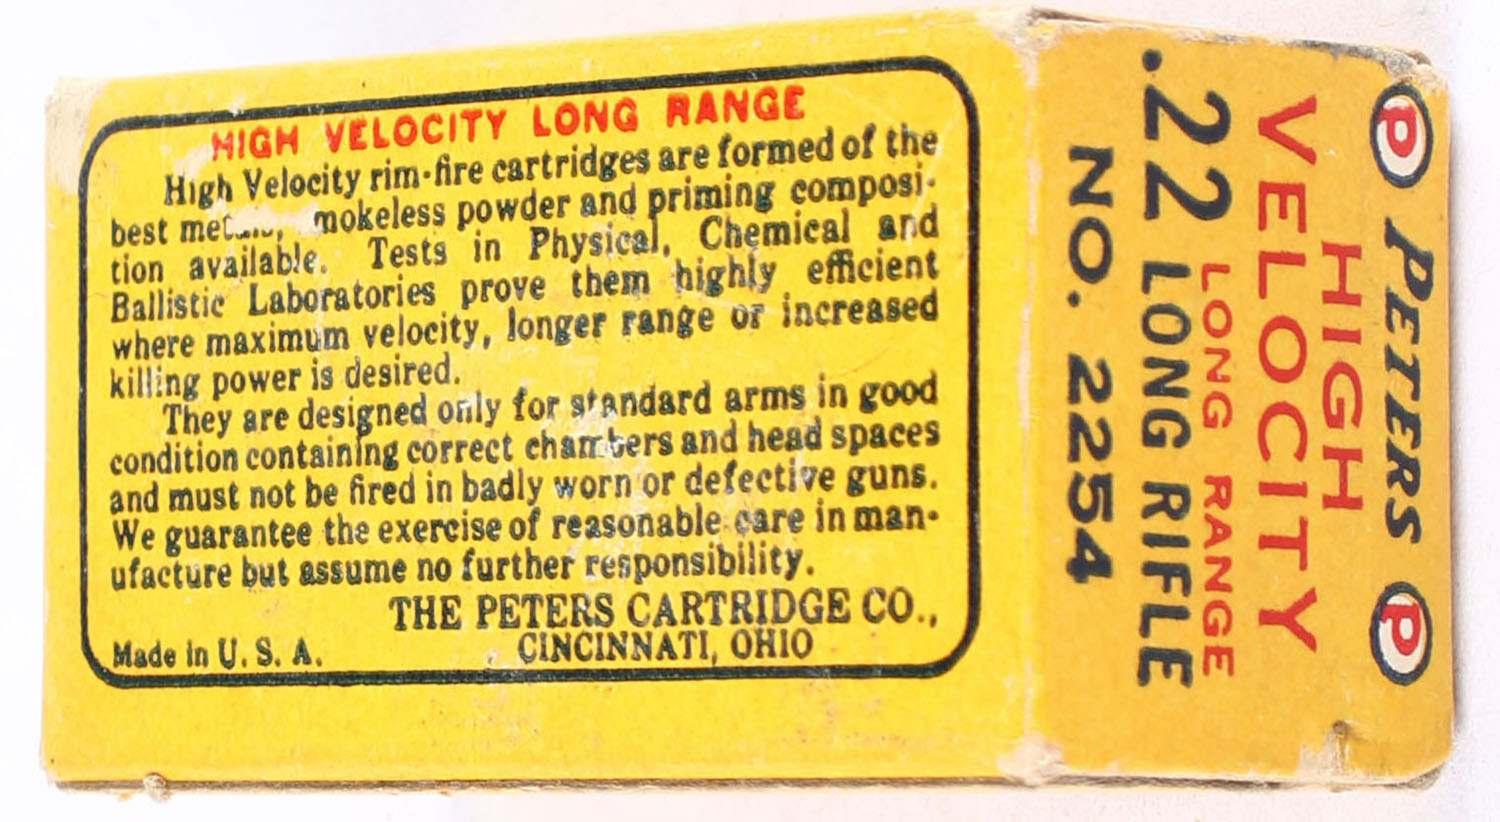 HIGH VELOCITY LONG RANGE
High Velocity rim-fire cartridges are formed of the
best powder and priming composi-
tion available. Tests in Physical, Chemical and
Ballistic Laboratories prove them highly efficient
where maximum velocity, longer range or increased
killing power is desired.
They are designed only for standard arms in good
condition containing correct chambers and head spaces
and must not be fired in badly worn or defective guns.
We guarantee the exercise of reasonable care in man-
ufacture but assume no further responsibility.
THE PETERS CARTRIDGE CO.,
Made in U. S. A. CINCINNATI, OHIO
P PETERS P
HIGH
VELOCITY
LONG RANGE
.22 LONG RIFLE
NO. 2254